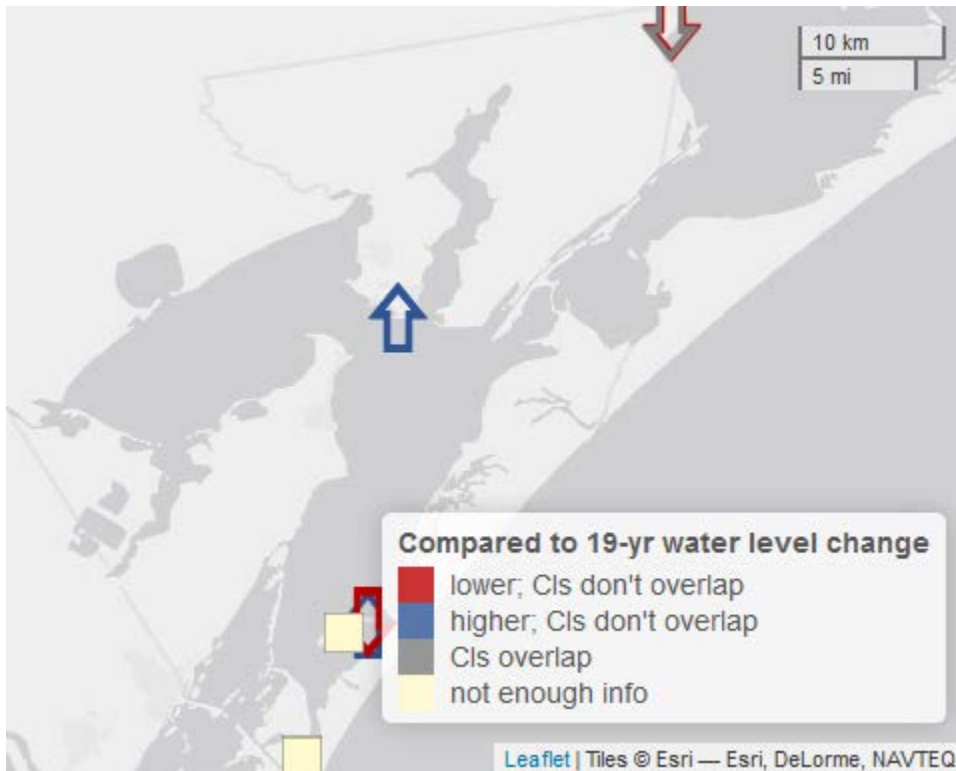 10 km
5 mi
Compared to 19-yr water level change
lower; CIs don't overlap
higher; CIs don't overlap
CIs overlap
not enough info
Leaflet | Tiles © Esri — Esri, DeLorme, NAVTEQ